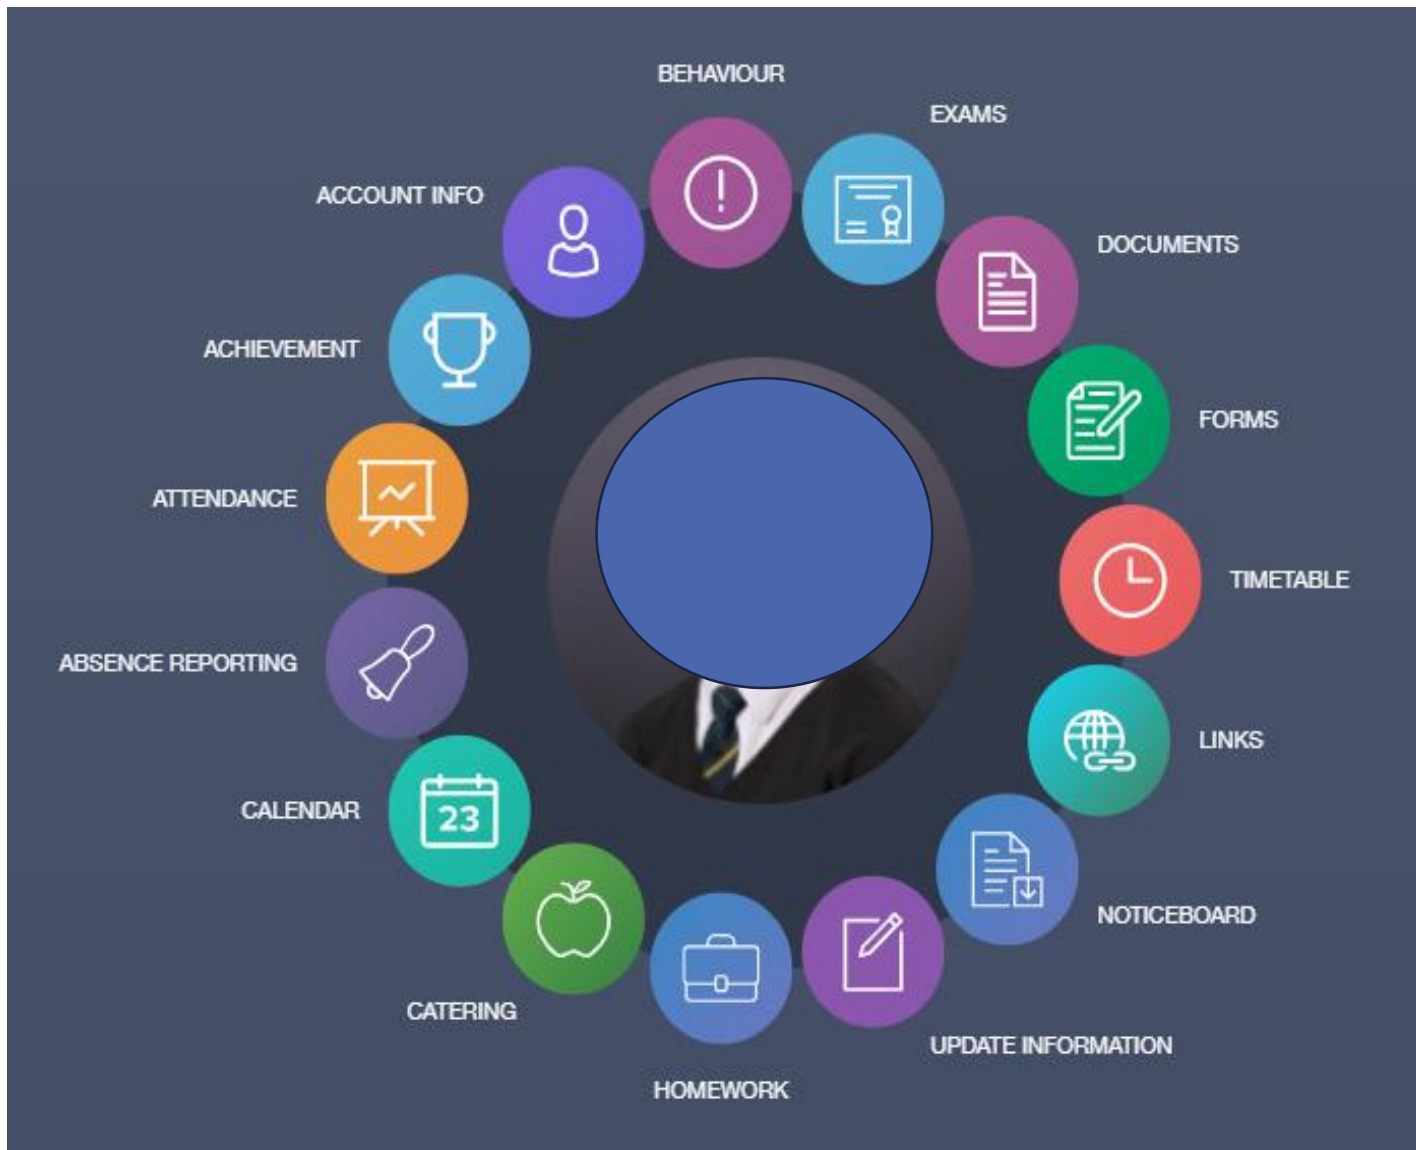 BEHAVIOUR
EXAMS
ACCOUNT INFO
DOCUMENTS
ACHIEVEMENT
FORMS
ATTENDANCE
TIMETABLE
ABSENCE REPORTING
LINKS
CALENDAR
23
NOTICEBOARD
CATERING
UPDATE INFORMATION
HOMEWORK